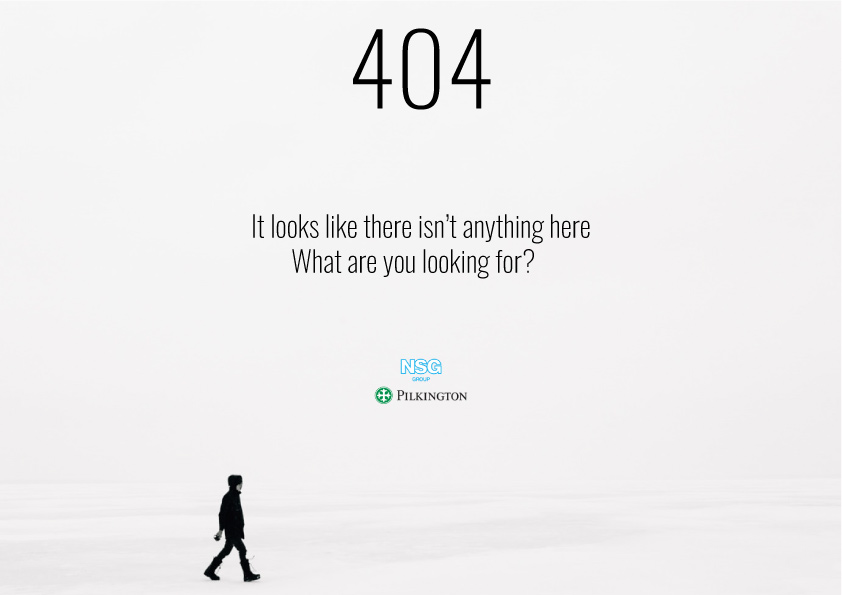 404
It looks like there isn't anything here
What are you looking for?
NSG
GROUP
PILKINGTON